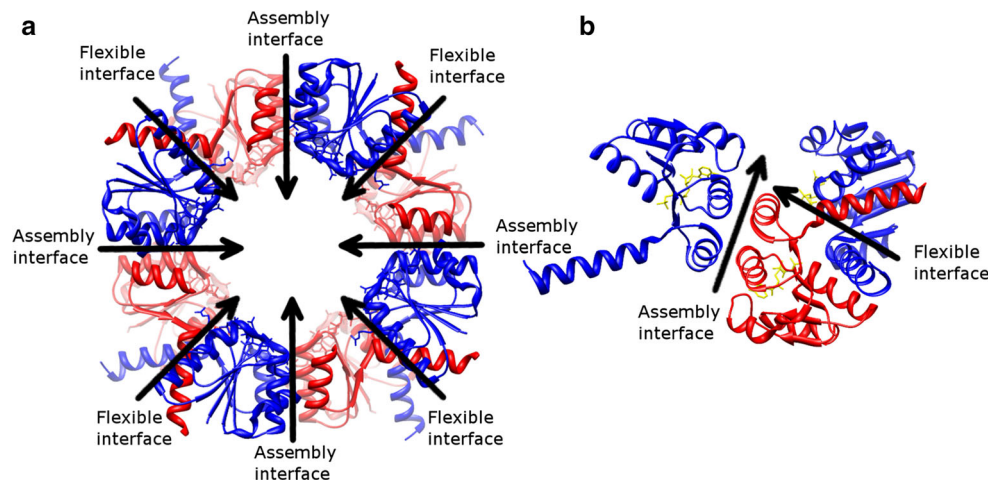 a
Assembly
interface
Flexible
interface
Flexible
interface
Assembly
interface
Assembly
interface
Flexible
interface
Flexible
interface
Assembly
interface
b
Flexible
interface
Assembly
interface